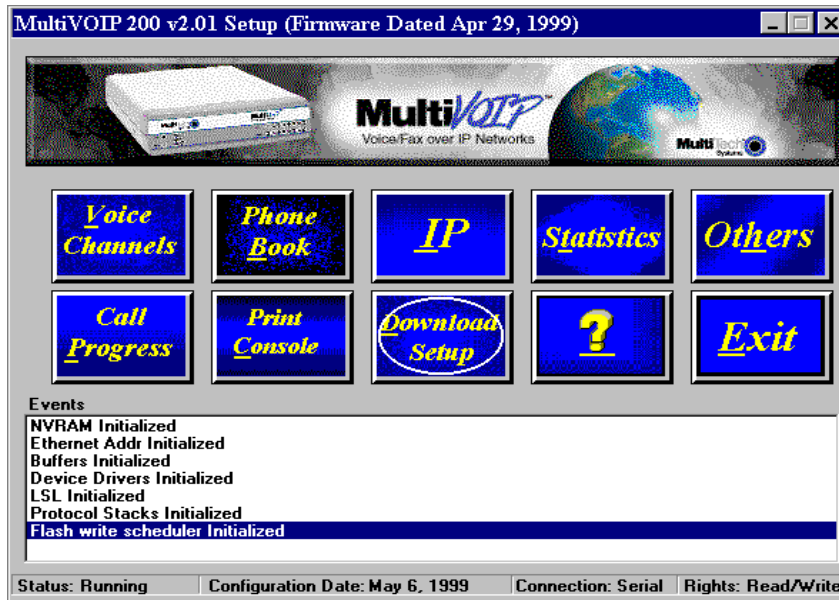 MultiVOIP 200 v2.01 Setup (Firmware Dated Apr 29, 1999)
MultiVOIP™
Voice/Fax over IP Networks
MultiTech
Systems
Voice
Channels
Phone
Book
IP
Statistics
Others
Call
Progress
Print
Console
Download
Setup
?
Exit
Events
NVRAM Initialized
Ethernet Addr Initialized
Buffers Initialized
Device Drivers Initialized
LSL Initialized
Protocol Stacks Initialized
Flash write scheduler Initialized
Status: Running
Configuration Date: May 6, 1999
Connection: Serial
Rights: Read/Write